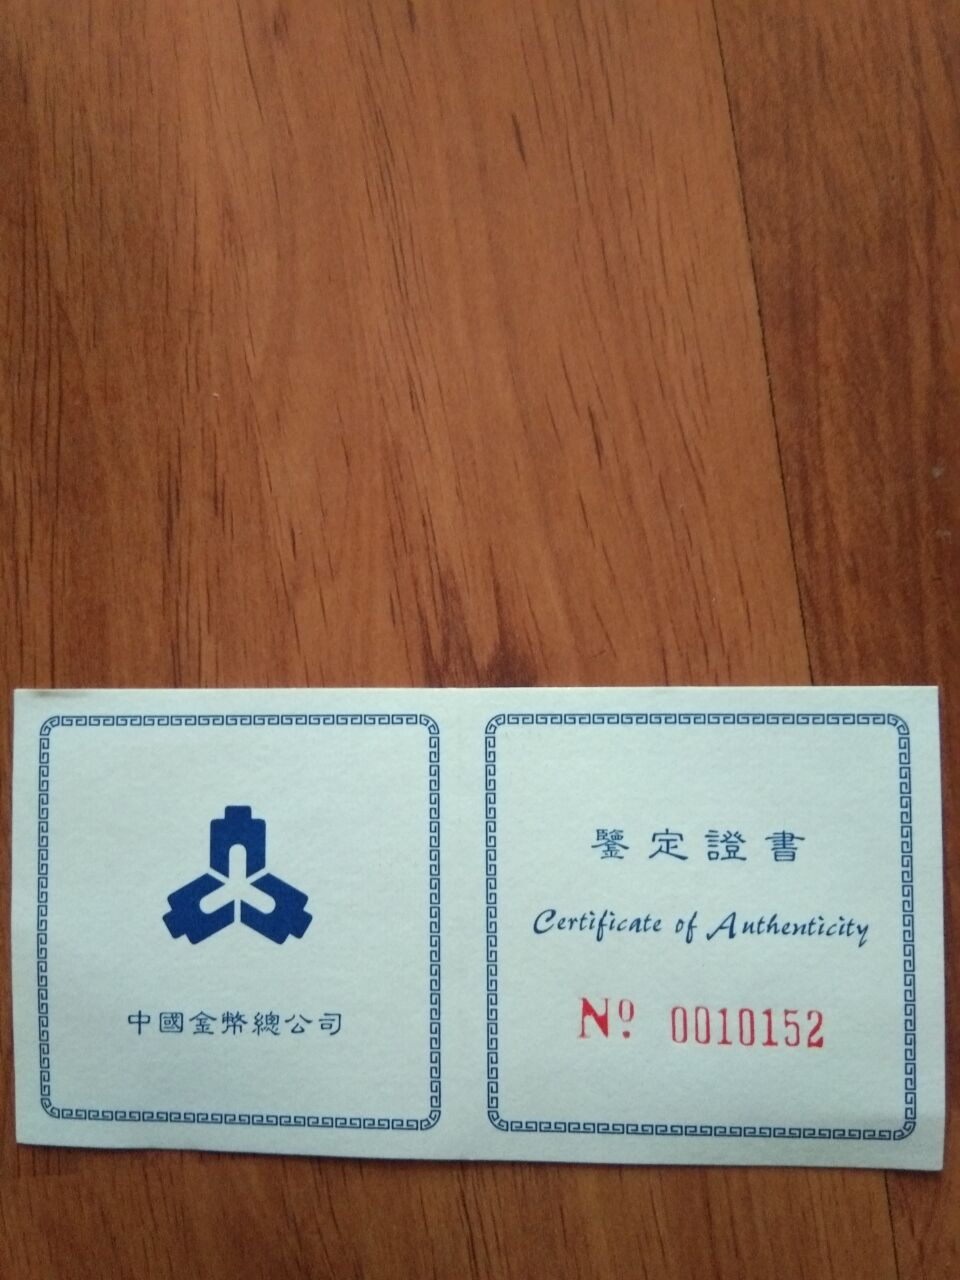 中國金幣總公司
鑒定證書
Certificate of Authenticity
Nº 0010152